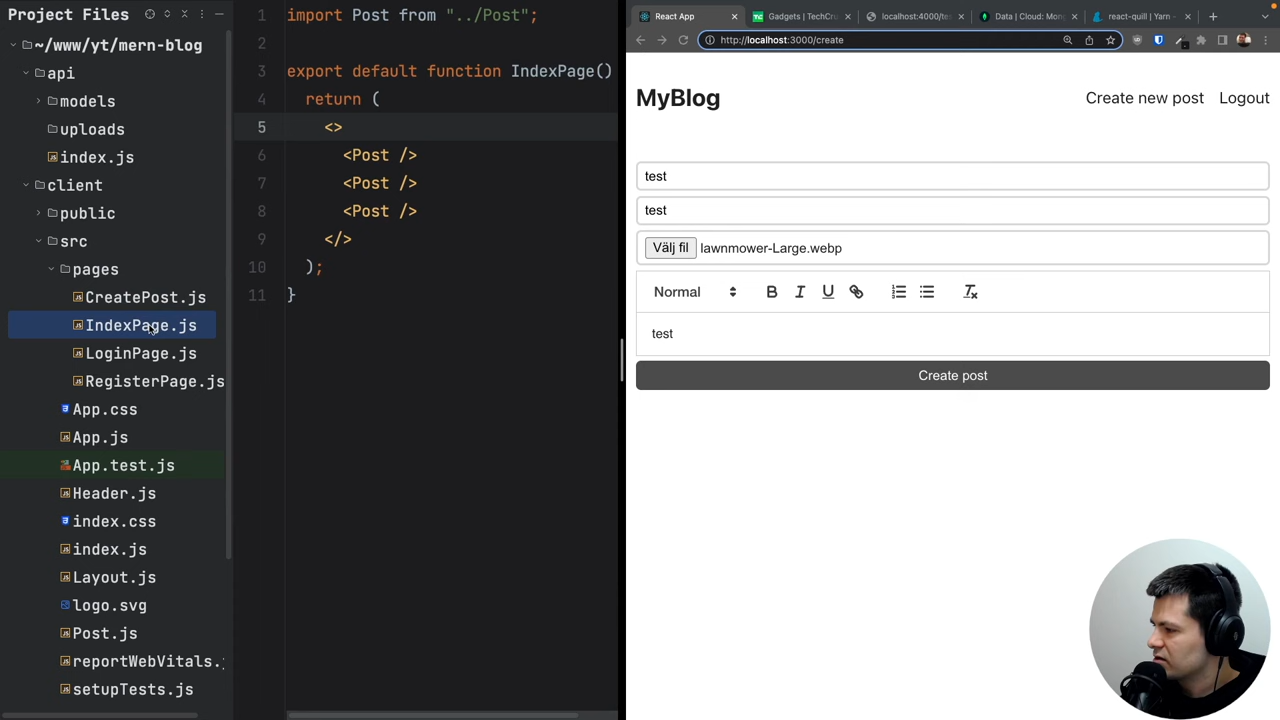 Project Files
~/www/yt/mern-blog
api
models
uploads
index.js
client
public
src
pages
CreatePost.js
IndexPage.js
LoginPage.js
RegisterPage.js
App.css
App.js
App.test.js
Header.js
index.css
index.js
Layout.js
logo.svg
Post.js
reportWebVitals.
setupTests.js
1 import Post from "../Post";
2
3 export default function IndexPage()
4 return (
5 <>
6 <Post />
7 <Post />
8 <Post />
9 </>
10 );
11 }
React App
Gadgets | TechCru
localhost:4000/te
Data | Cloud: Mon
react-quill | Yarn -
http://localhost:3000/create
MyBlog
Create new post Logout
test
test
Välj fil lawnmower-Large.webp
Normal B I U
test
Create post